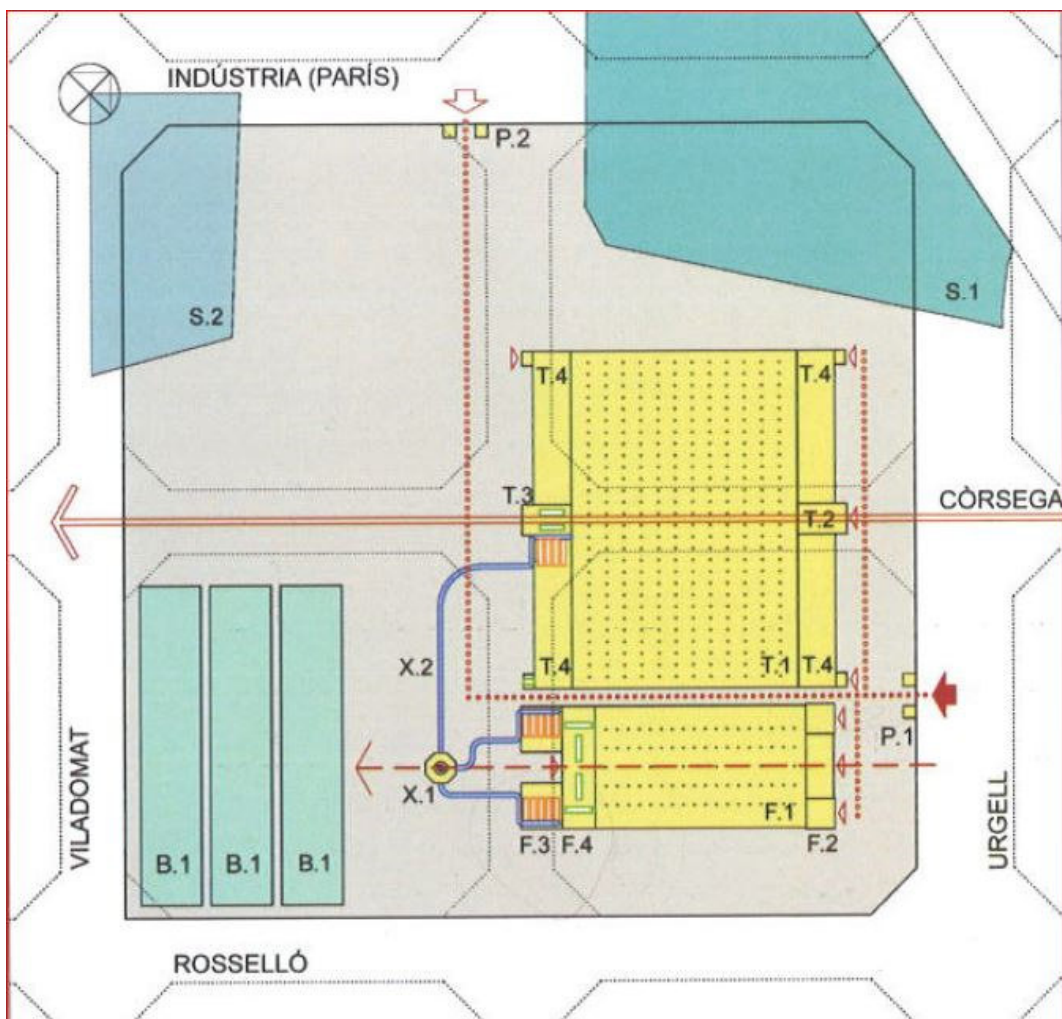 INDÚSTRIA (PARÍS)
P.2
S.1
S.2
T.4
T.4
T.3
CÒRSEGA
T.2
X.2
T.4
T.1
T.4
P.1
VILADOMAT
X.1
F.1
URGELL
B.1
B.1
B.1
F.3
F.4
F.2
ROSSELLÓ